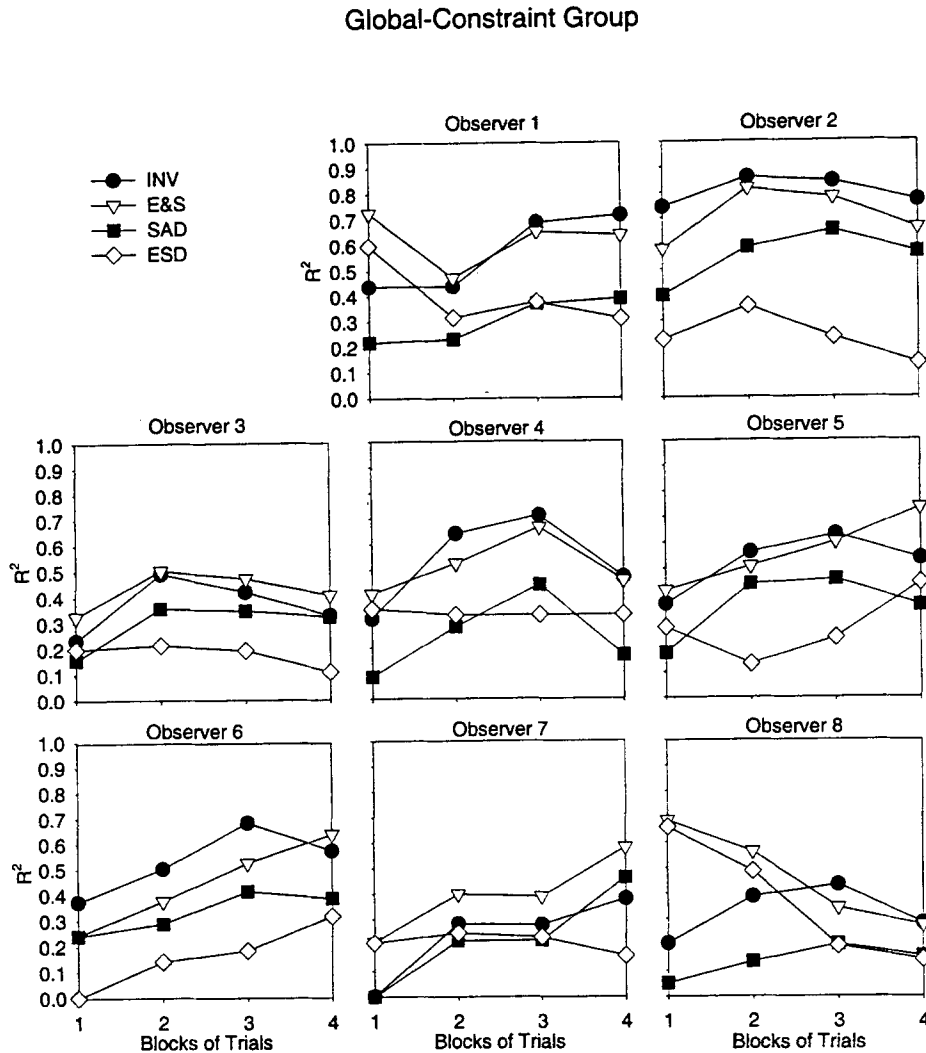 Global-Constraint Group
INV
E&S
SAD
ESD
Observer 1
Observer 2
1.0
0.9
0.8
0.7
0.6
0.5
0.4
0.3
0.2
0.1
0.0
R²
Observer 3
Observer 4
Observer 5
1.0
0.9
0.8
0.7
0.6
0.5
0.4
0.3
0.2
0.1
0.0
R²
Observer 6
Observer 7
Observer 8
1.0
0.9
0.8
0.7
0.6
0.5
0.4
0.3
0.2
0.1
0.0
R²
1 2 3 4
1 2 3 4
1 2 3 4
Blocks of Trials
Blocks of Trials
Blocks of Trials